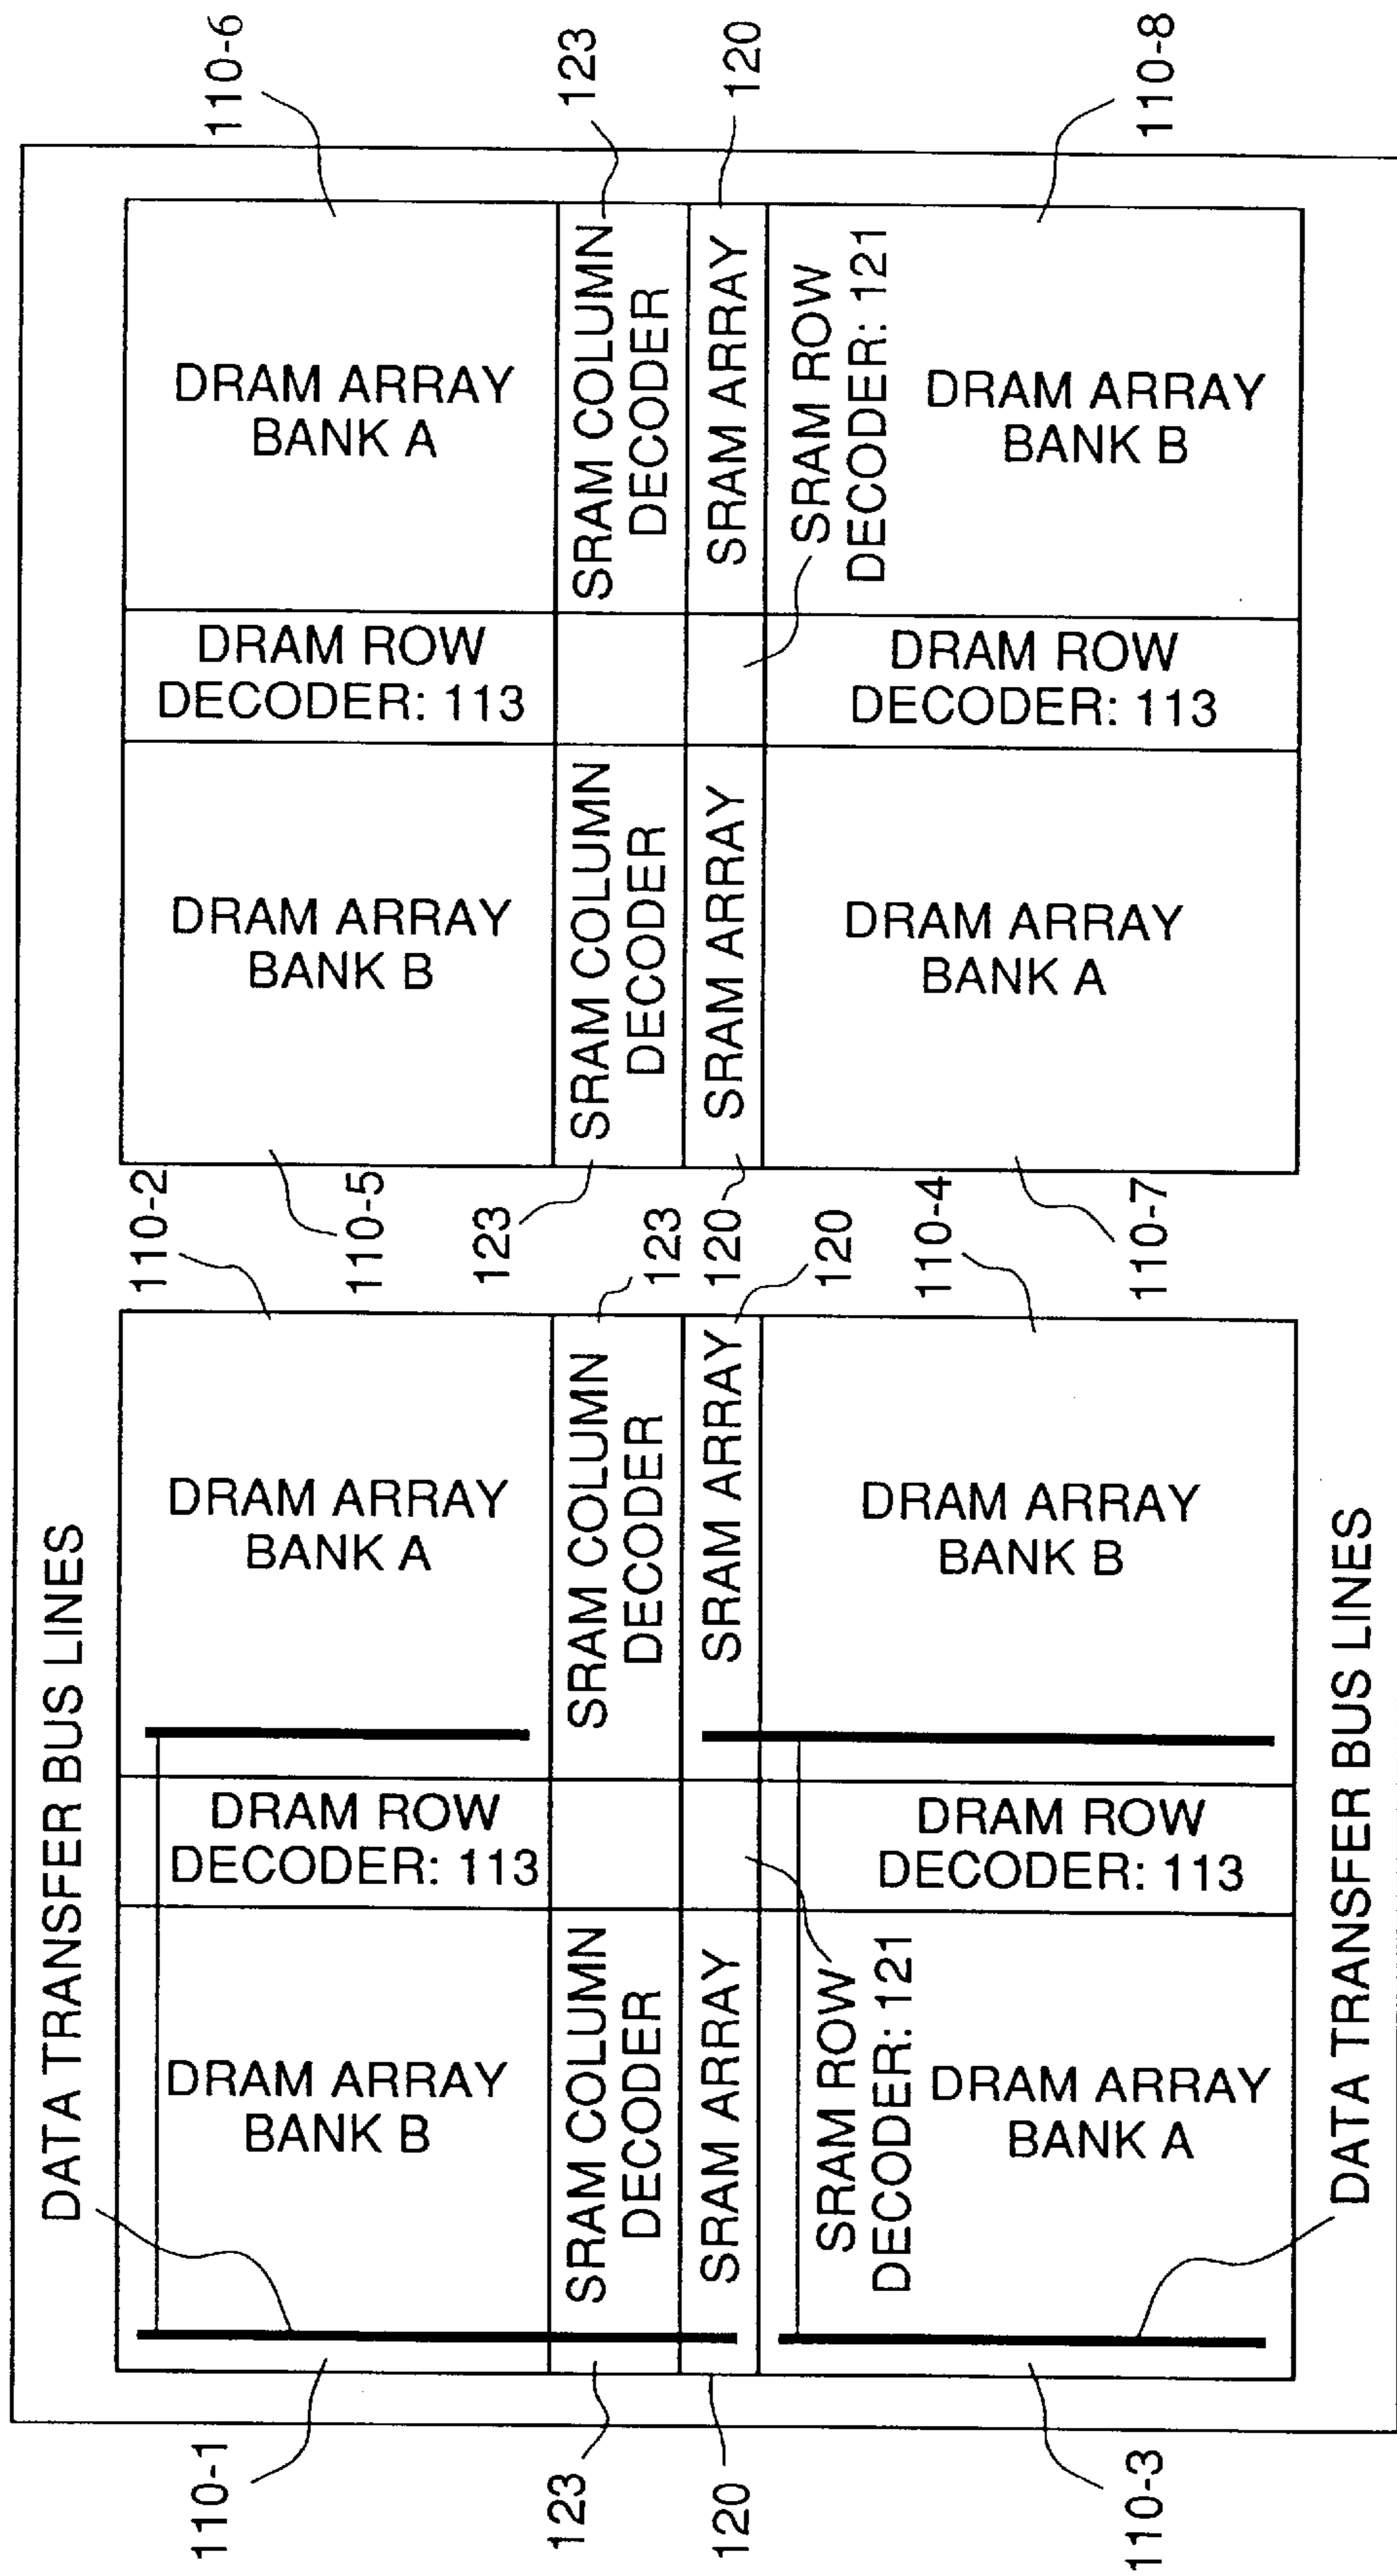 DATA TRANSFER BUS LINES
110-1
110-2
110-5
110-6
DRAM ARRAY
BANK B
DRAM ROW
DECODER: 113
DRAM ARRAY
BANK A
DRAM ARRAY
BANK B
DRAM ROW
DECODER: 113
DRAM ARRAY
BANK A
123
SRAM COLUMN
DECODER
SRAM COLUMN
DECODER
123
123
SRAM COLUMN
DECODER
SRAM COLUMN
DECODER
123
120
SRAM ARRAY
SRAM ARRAY
120
120
SRAM ARRAY
SRAM ARRAY
120
SRAM ROW
DECODER: 121
SRAM ROW
DECODER: 121
DRAM ARRAY
BANK A
DRAM ROW
DECODER: 113
DRAM ARRAY
BANK B
DRAM ARRAY
BANK A
DRAM ROW
DECODER: 113
DRAM ARRAY
BANK B
110-3
110-4
110-7
110-8
DATA TRANSFER BUS LINES